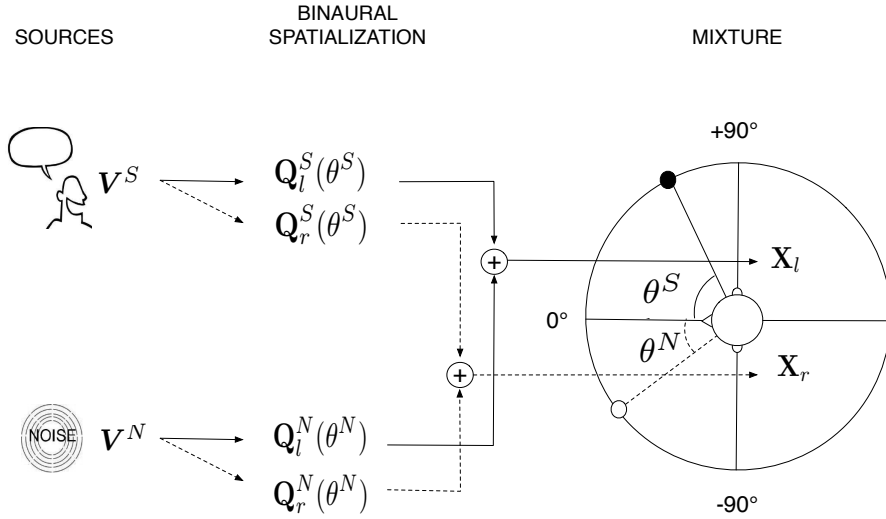 SOURCES
BINAURAL
SPATIALIZATION
MIXTURE
+90°
V^S
Q_l^S(θ^S)
Q_r^S(θ^S)
+
X_l
θ^S
0°
θ^N
+
X_r
NOISE
V^N
Q_l^N(θ^N)
Q_r^N(θ^N)
-90°